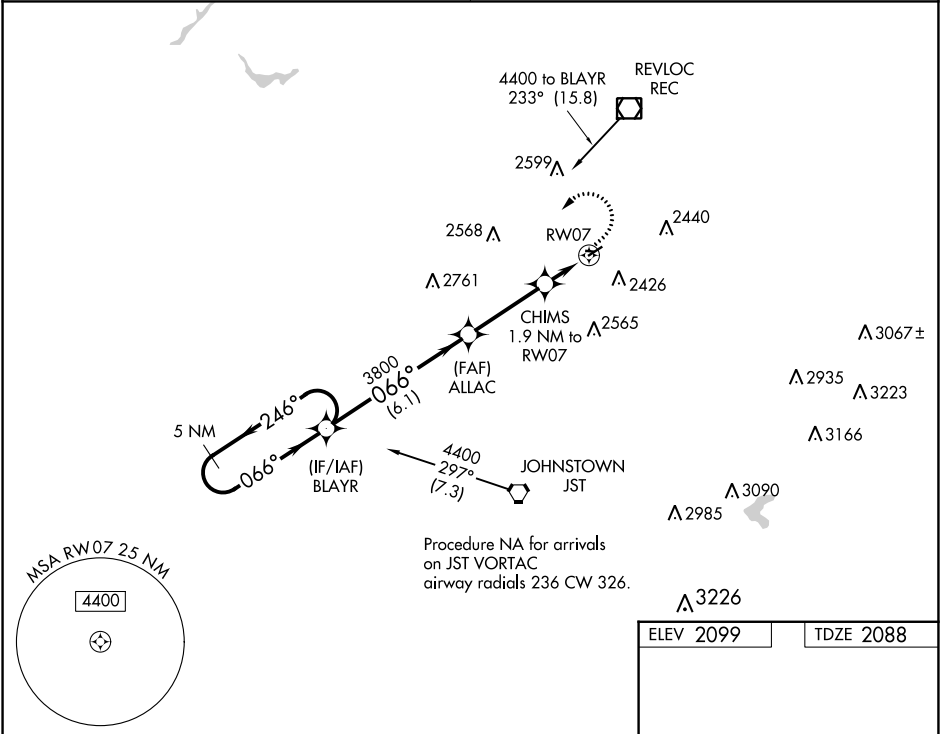 REVLOC
REC
4400 to BLAYR
233° (15.8)
2599
2440
2568
RW07
2761
2426
CHIMS
1.9 NM to
RW07
2565
3067±
(FAF)
ALLAC
3800
066°
(6.1)
2935
3223
246°
5 NM
066°
3166
(IF/IAF)
BLAYR
4400
297°
(7.3)
JOHNSTOWN
JST
3090
2985
Procedure NA for arrivals
on JST VORTAC
airway radials 236 CW 326.
MSA RW07 25 NM
4400
3226
ELEV 2099
TDZE 2088